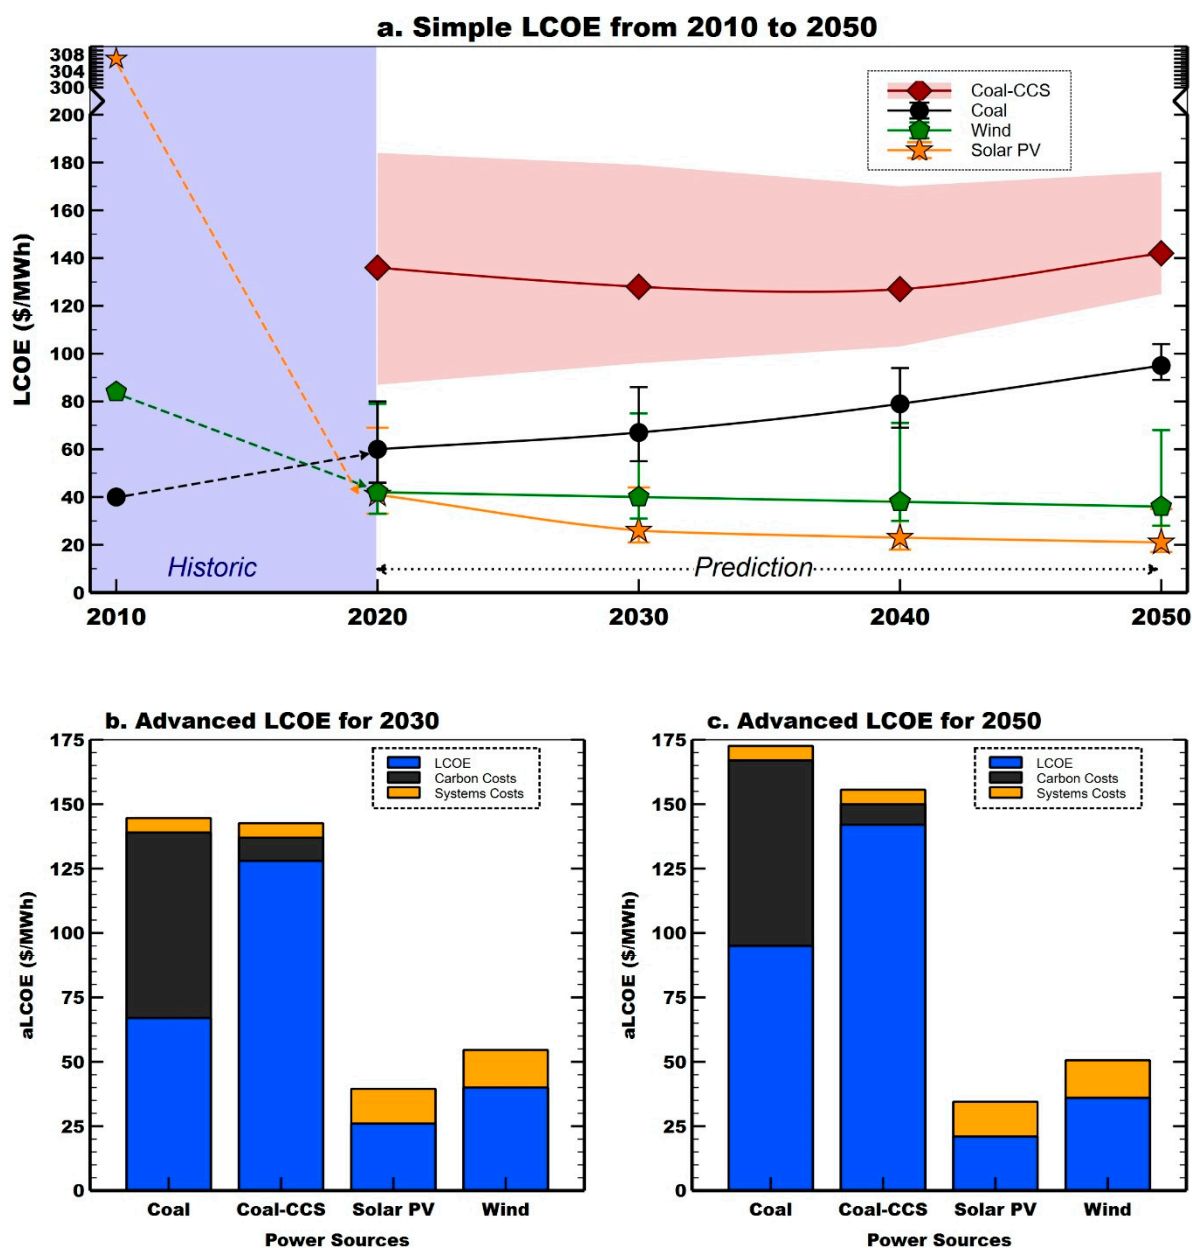 a. Simple LCOE from 2010 to 2050
308
304
300
200
180
160
140
120
100
80
60
40
20
0
LCOE ($/MWh)
Coal-CCS
Coal
Wind
Solar PV
Historic
Prediction
2010 2020 2030 2040 2050
b. Advanced LCOE for 2030
175
150
125
100
75
50
25
0
aLCOE ($/MWh)
LCOE
Carbon Costs
Systems Costs
Coal Coal-CCS Solar PV Wind
Power Sources
c. Advanced LCOE for 2050
175
150
125
100
75
50
25
0
aLCOE ($/MWh)
LCOE
Carbon Costs
Systems Costs
Coal Coal-CCS Solar PV Wind
Power Sources